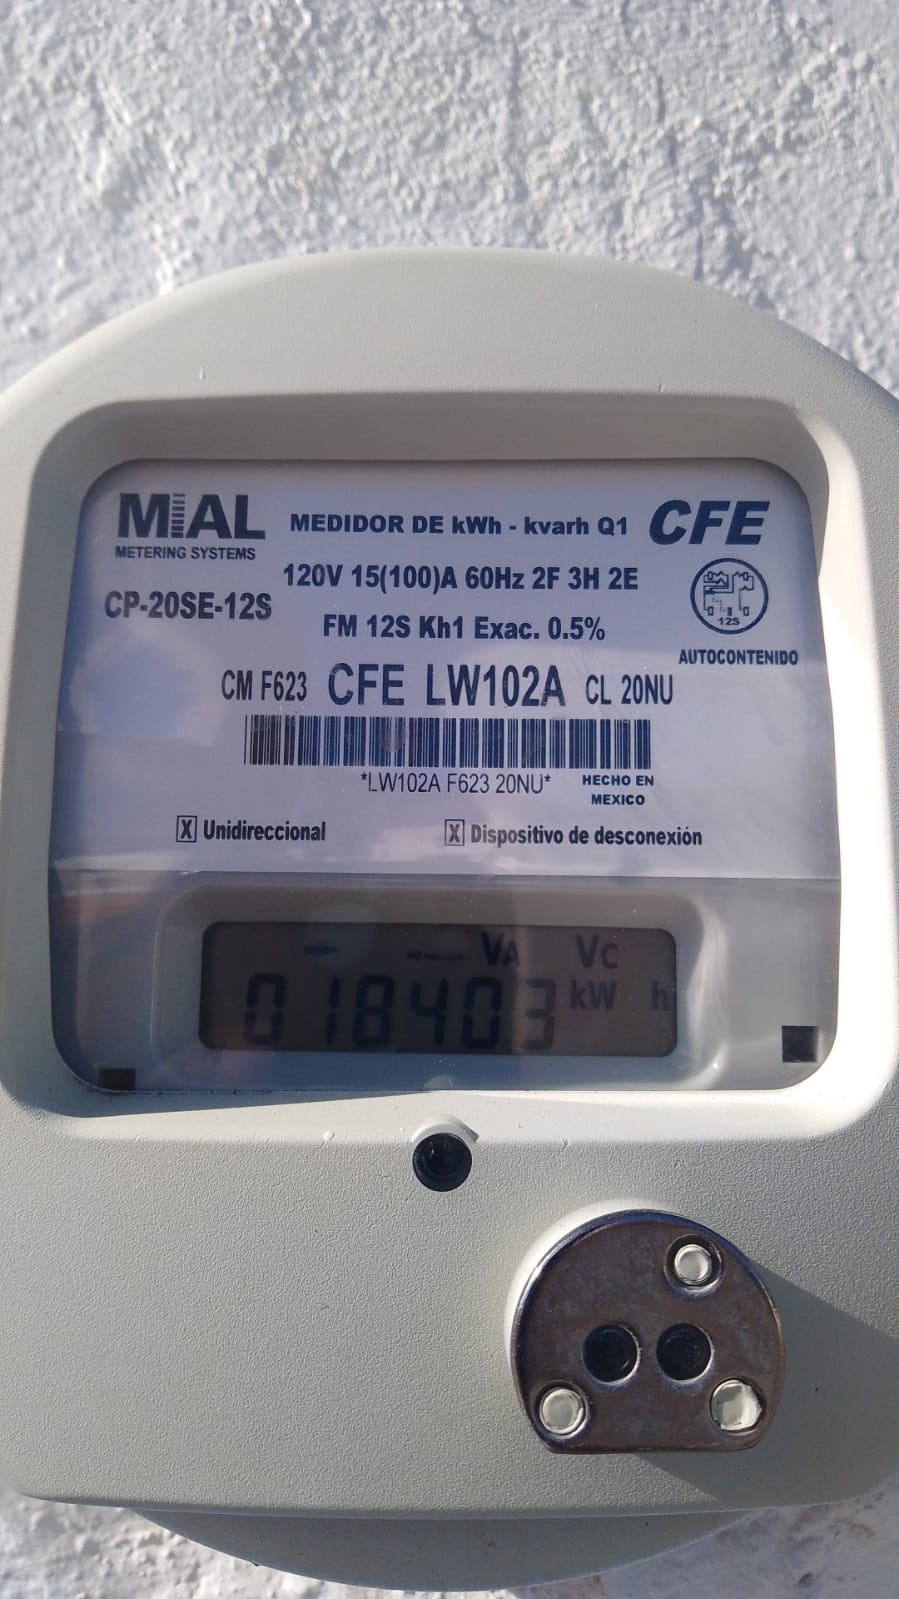 MIAL
METERING SYSTEMS
MEDIDOR DE kWh - kvarh Q1
CFE
120V 15(100)A 60Hz 2F 3H 2E
CP-20SE-12S
FM 12S Kh1 Exac. 0.5%
12S
AUTOCONTENIDO
CM F623 CFE LW102A CL 20NU
*LW102A F623 20NU*
HECHO EN
MEXICO
X Unidireccional
X Dispositivo de desconexión
VA VC
018403 kW h